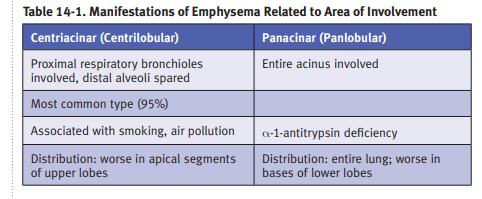 Table 14-1. Manifestations of Emphysema Related to Area of Involvement
Centriacinar (Centrilobular) Panacinar (Panlobular)
Proximal respiratory bronchioles
involved, distal alveoli spared
Entire acinus involved
Most common type (95%)
Associated with smoking, air pollution α-1-antitrypsin deficiency
Distribution: worse in apical segments
of upper lobes
Distribution: entire lung; worse in
bases of lower lobes